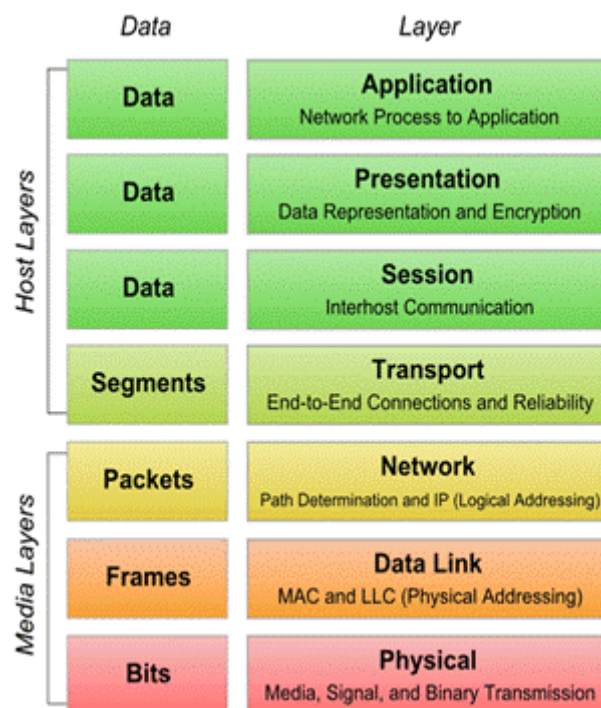 Data Layer
Host Layers
Data Application
Network Process to Application
Data Presentation
Data Representation and Encryption
Data Session
Interhost Communication
Segments Transport
End-to-End Connections and Reliability
Media Layers
Packets Network
Path Determination and IP (Logical Addressing)
Frames Data Link
MAC and LLC (Physical Addressing)
Bits Physical
Media, Signal, and Binary Transmission